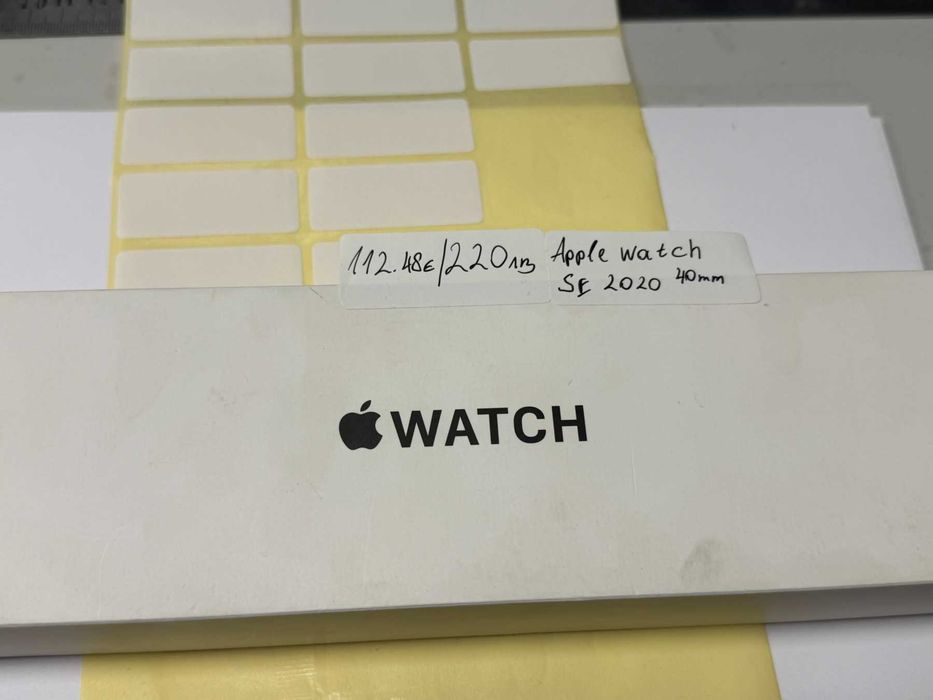 112.48€/220лв
Apple watch
SE 2020 40mm
WATCH